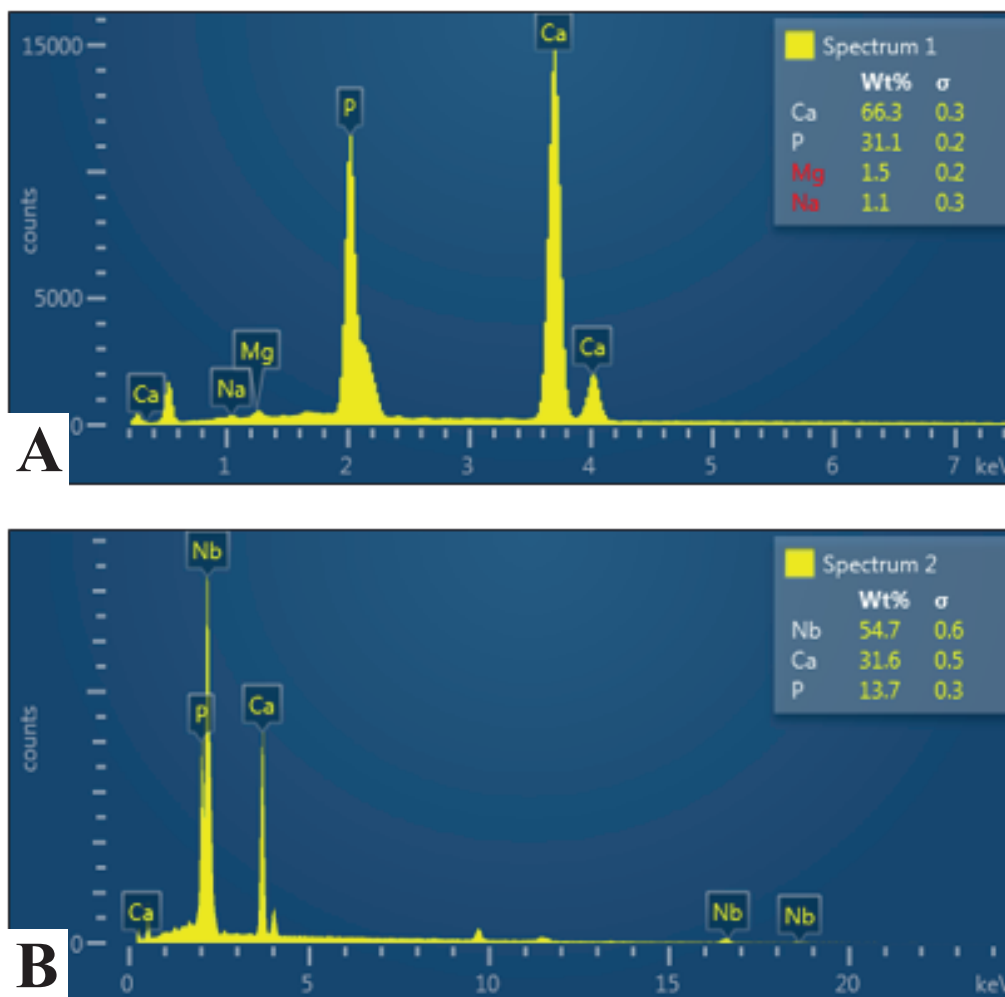 15000
Ca
Spectrum 1
Wt% σ
Ca 66.3 0.3
P 31.1 0.2
Mg 1.5 0.2
Na 1.1 0.3
P
counts
5000
Mg
Ca
Na
Ca
0
A
1 2 3 4 5 6 7 keV
Nb
Spectrum 2
Wt% σ
Nb 54.7 0.6
Ca 31.6 0.5
P 13.7 0.3
P
Ca
counts
Ca
Nb
Nb
0
B
0 5 10 15 20 keV